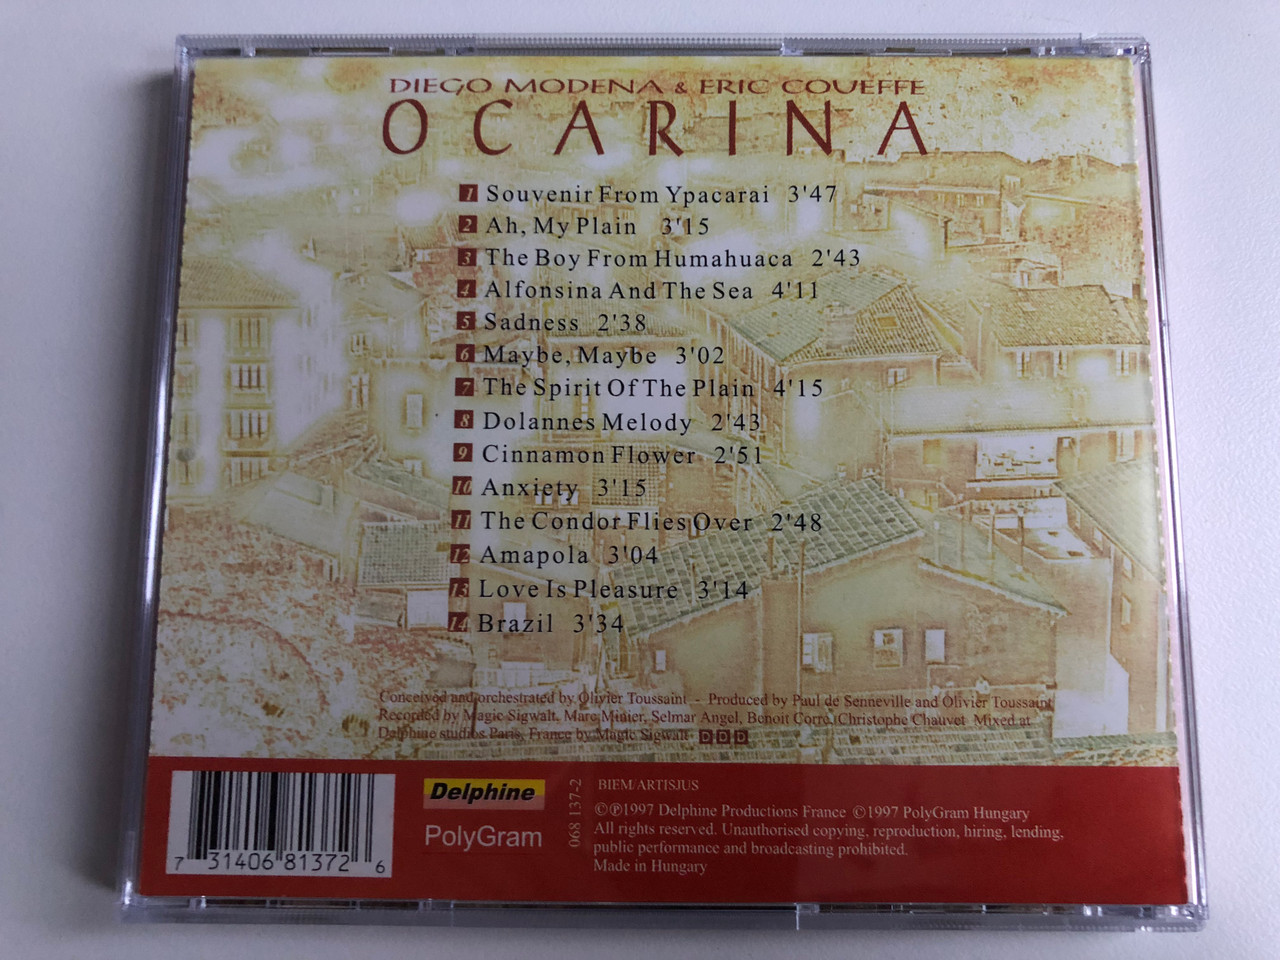 DIEGO MODENA & ERIC COUEFFE
OCARINA
1 Souvenir From Ypacarai 3'47
2 Ah, My Plain 3'15
3 The Boy From Humahuaca 2'43
4 Alfonsina And The Sea 4'11
5 Sadness 2'38
6 Maybe, Maybe 3'02
7 The Spirit Of The Plain 4'15
8 Dolannes Melody 2'43
9 Cinnamon Flower 2'51
10 Anxiety 3'15
11 The Condor Flies Over 2'48
12 Amapola 3'04
13 Love Is Pleasure 3'14
14 Brazil 3'34
Conceived and orchestrated by Olivier Toussaint - Produced by Paul de Senneville and Olivier Toussaint
Recorded by Magic Sigwalt, Marc Minier, Selmar Angel, Benoit Corre, Christophe Chauvet Mixed at
Delphine studios Paris, France by Magic Sigwalt DDD
7 31406 81372 6
Delphine
PolyGram
068 137-2
BIEM/ARTISJUS
©℗1997 Delphine Productions France ©1997 PolyGram Hungary
All rights reserved. Unauthorised copying, reproduction, hiring, lending,
public performance and broadcasting prohibited.
Made in Hungary